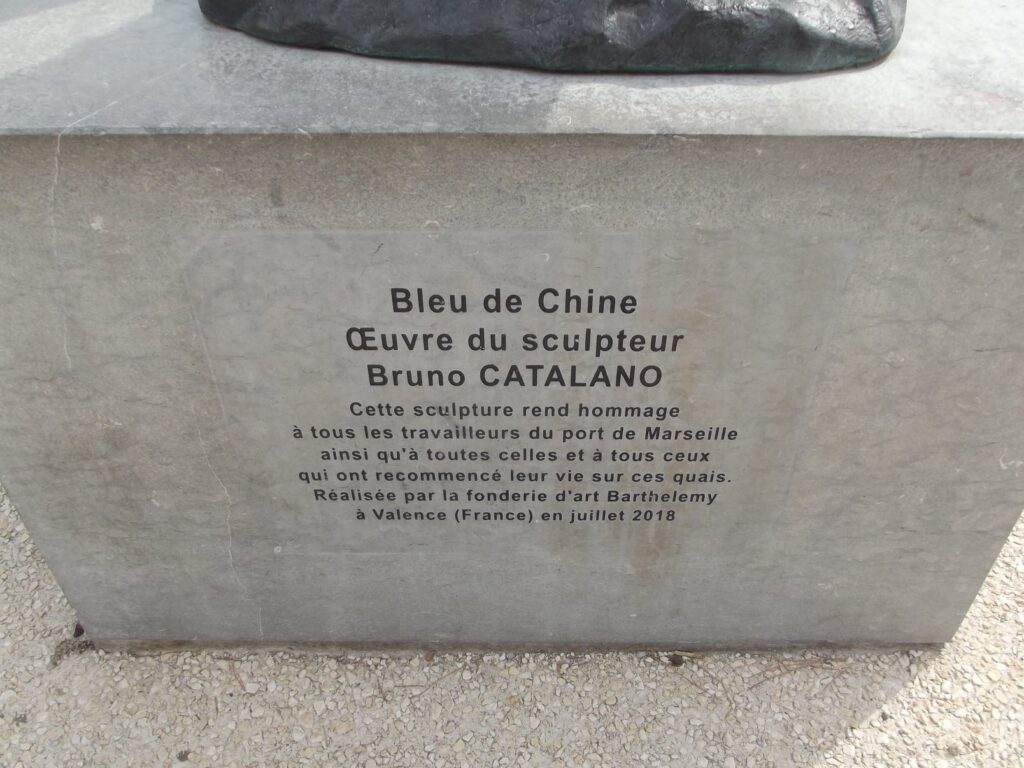 Bleu de Chine
Œuvre du sculpteur
Bruno CATALANO
Cette sculpture rend hommage
à tous les travailleurs du port de Marseille
ainsi qu'à toutes celles et à tous ceux
qui ont recommencé leur vie sur ces quais.
Réalisée par la fonderie d'art Barthelemy
à Valence (France) en juillet 2018